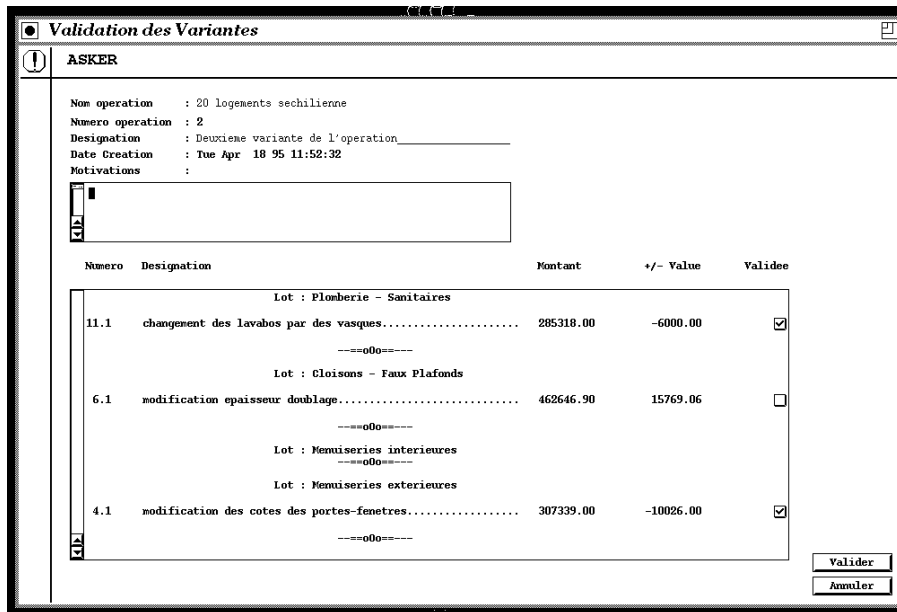 Validation des Variantes
ASKER
Nom operation : 20 logements sechilienne
Numero operation : 2
Designation : Deuxieme variante de l'operation
Date Creation : Tue Apr 18 95 11:52:32
Motivations :
Numero Designation Montant +/- Value Validee
Lot : Plomberie - Sanitaires
11.1 changement des lavabos par des vasques...................... 285318.00 -6000.00
--==oOo==---
Lot : Cloisons - Faux Plafonds
6.1 modification epaisseur doublage............................. 462646.90 15769.06
--==oOo==---
Lot : Menuiseries interieures
--==oOo==---
Lot : Menuiseries exterieures
4.1 modification des cotes des portes-fenetres.................. 307339.00 -10026.00
--==oOo==---
Valider
Annuler